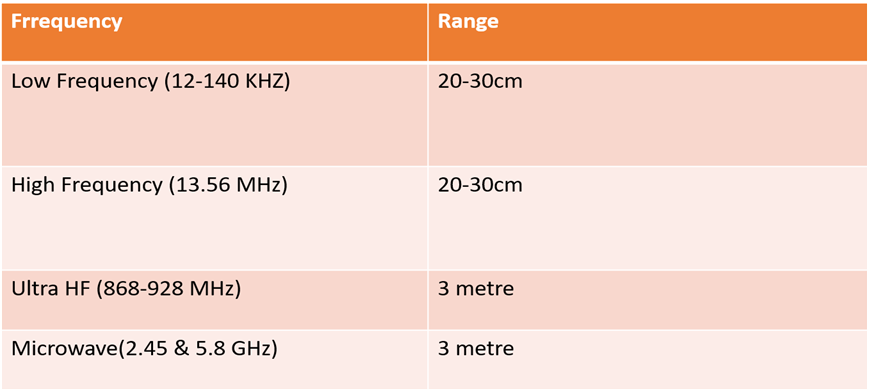 Frrequency Range
Low Frequency (12-140 KHZ) 20-30cm
High Frequency (13.56 MHz) 20-30cm
Ultra HF (868-928 MHz) 3 metre
Microwave(2.45 & 5.8 GHz) 3 metre